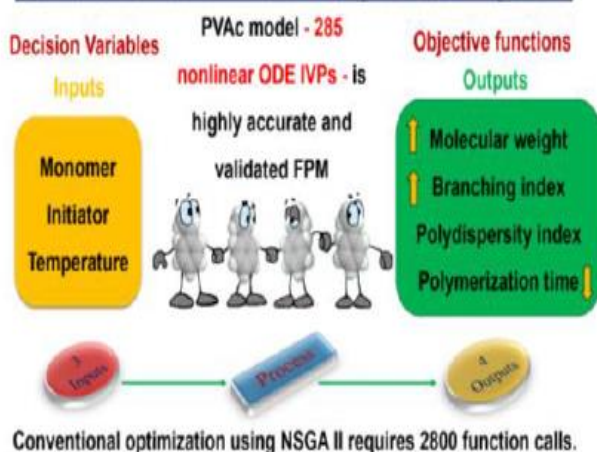 Decision Variables
Inputs
Monomer
Initiator
Temperature
PVAc model - 285
nonlinear ODE IVPs - is
highly accurate and
validated FPM
Objective functions
Outputs
Molecular weight
Branching index
Polydispersity index
Polymerization time
3
Inputs
Process
4
Outputs
Conventional optimization using NSGA II requires 2800 function calls.